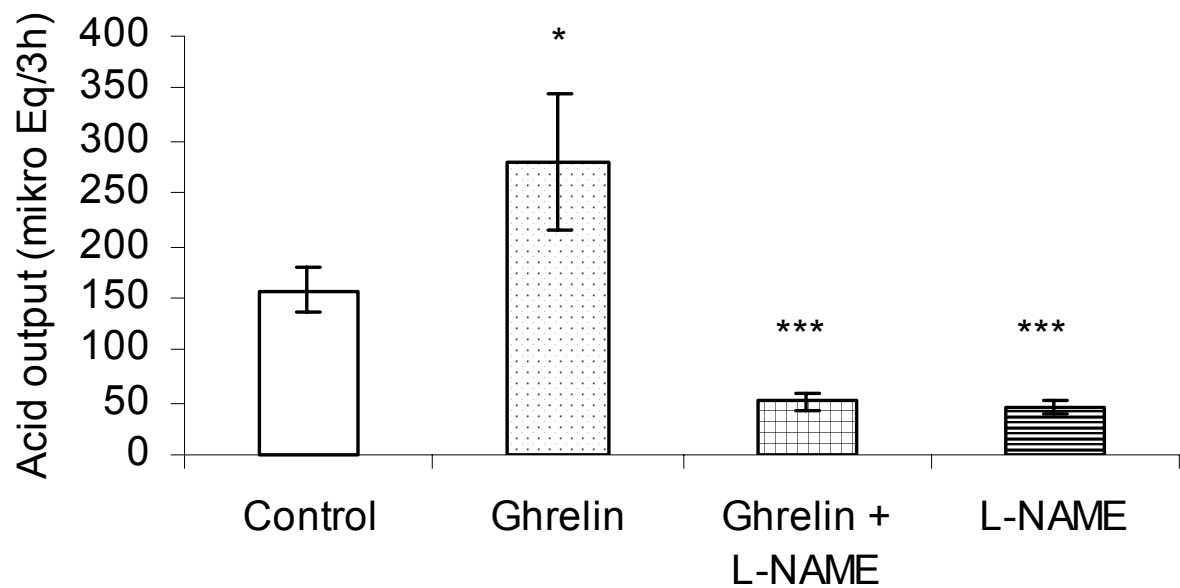 Acid output (mikro Eq/3h)
400
350
300
250
200
150
100
50
0
*
***
***
Control
Ghrelin
Ghrelin +
L-NAME
L-NAME